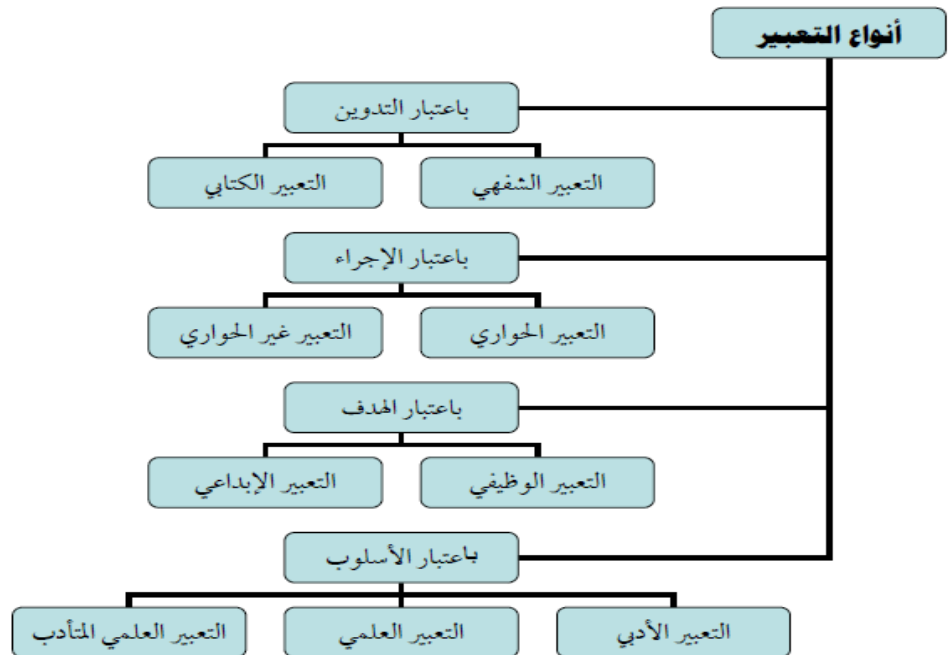 أنواع التعبير
باعتبار التدوين
التعبير الشفهي
التعبير الكتابي
باعتبار الإجراء
التعبير الحواري
التعبير غير الحواري
باعتبار الهدف
التعبير الوظيفي
التعبير الإبداعي
باعتبار الأسلوب
التعبير الأدبي
التعبير العلمي
التعبير العلمي المتأدب